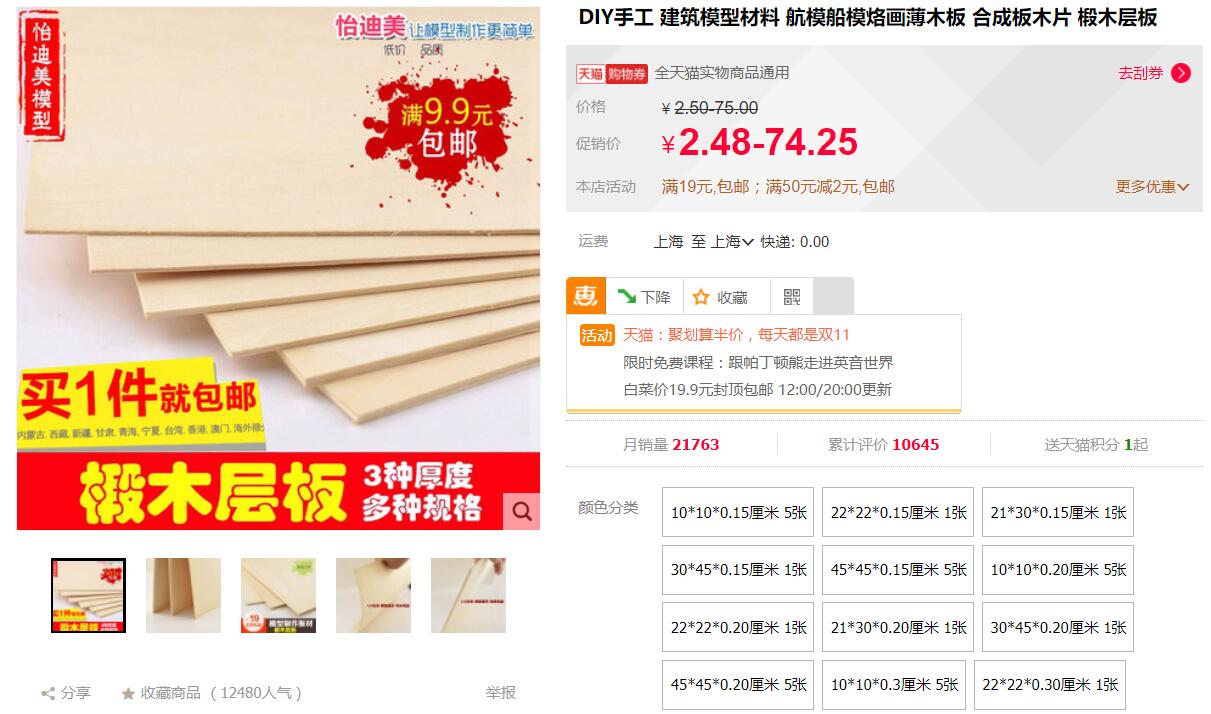 怡迪美模型
怡迪美让模型制作更简单
低价 品质
满9.9元
包邮
买1件就包邮
内蒙古, 西藏, 新疆, 甘肃, 青海, 宁夏, 台湾, 香港, 澳门, 海外除
椴木层板
3种厚度
多种规格
分享
收藏商品 (12480人气)
举报
DIY手工 建筑模型材料 航模船模烙画薄木板 合成板木片 椴木层板
天猫 购物券 全天猫实物商品通用
去刮券
价格 ¥ 2.50-75.00
促销价 ¥ 2.48-74.25
本店活动 满19元,包邮；满50元减2元,包邮
更多优惠
运费 上海 至 上海 快递: 0.00
惠 下降 收藏
活动 天猫：聚划算半价，每天都是双11
限时免费课程：跟帕丁顿熊走进英音世界
白菜价19.9元封顶包邮 12:00/20:00更新
月销量 21763 累计评价 10645 送天猫积分 1起
颜色分类
10*10*0.15厘米 5张 22*22*0.15厘米 1张 21*30*0.15厘米 1张
30*45*0.15厘米 1张 45*45*0.15厘米 5张 10*10*0.20厘米 5张
22*22*0.20厘米 1张 21*30*0.20厘米 1张 30*45*0.20厘米 1张
45*45*0.20厘米 5张 10*10*0.3厘米 5张 22*22*0.30厘米 1张